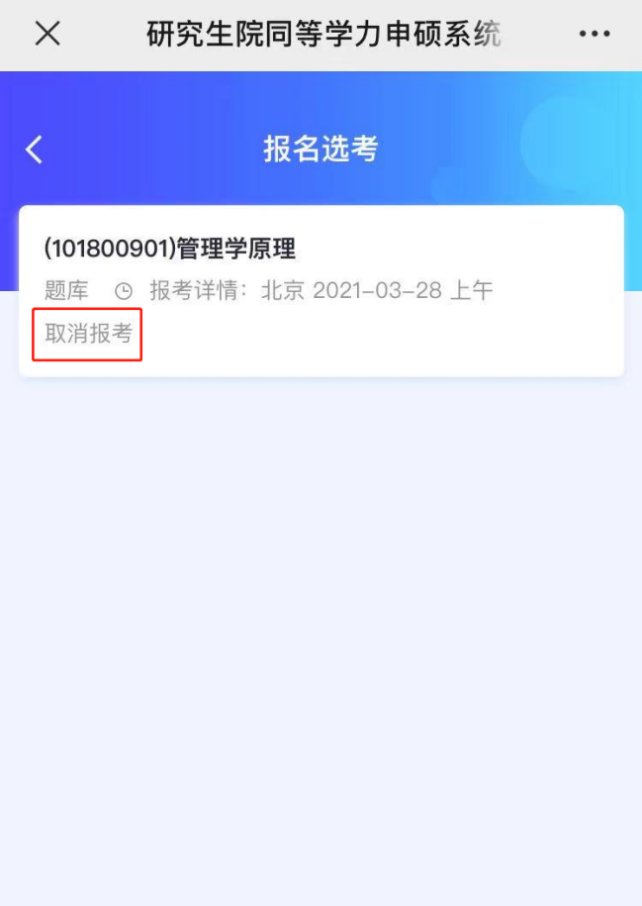 研究生院同等学力申硕系统
报名选考
(101800901)管理学原理
题库 报考详情：北京 2021-03-28 上午
取消报考